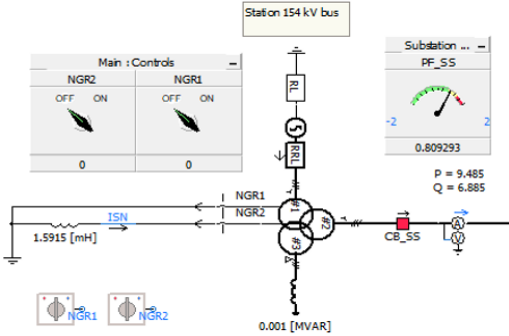 Station 154 kV bus
Main : Controls
NGR2 NGR1
OFF ON OFF ON
0 0
Substation ...
PF_SS
-2 2
0.809293
P = 9.485
Q = 6.885
RL
RRL
NGR1
NGR2
ISN
1.5915 [mH]
#1
#2
#3
CB_SS
A
V
NGR1 NGR2
0.001 [MVAR]